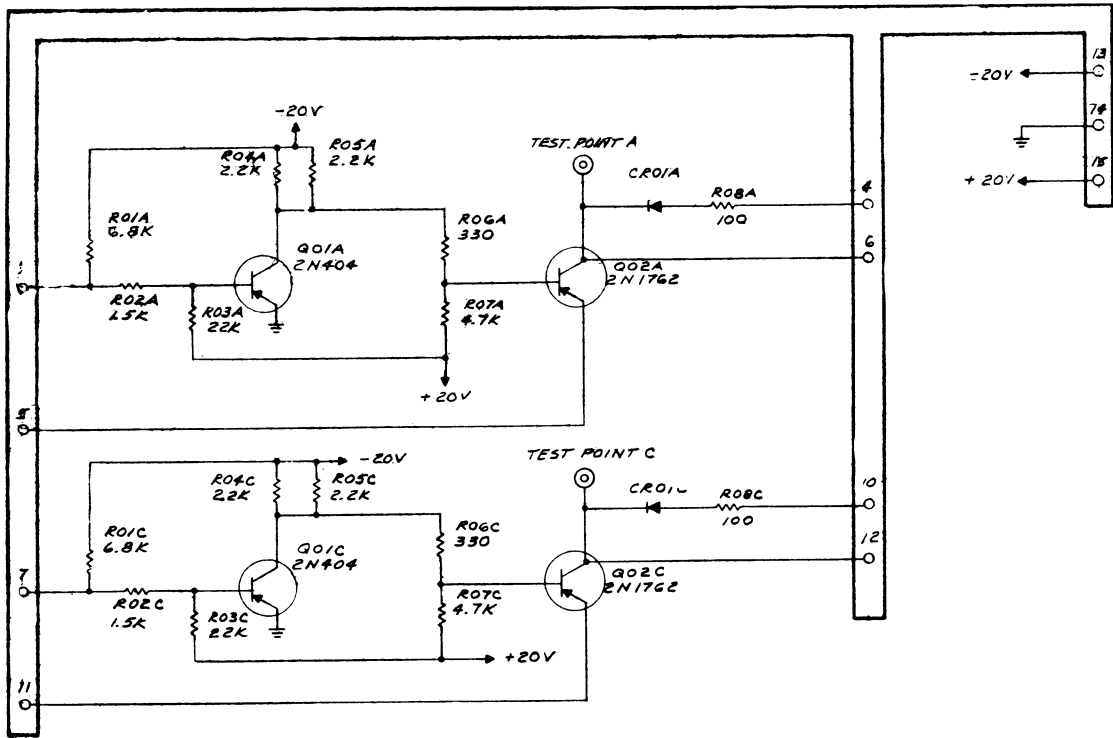 13
-20V
74
15
+20V
-20V
R04A
2.2K
R05A
2.2K
TEST POINT A
CR01A
R08A
100
4
6
R01A
6.8K
Q01A
2N404
R06A
330
Q02A
2N1762
R02A
1.5K
R03A
22K
R07A
4.7K
+20V
5
-20V
R04C
2.2K
R05C
2.2K
TEST POINT C
R08C
100
10
12
R01C
6.8K
Q01C
2N404
R06C
330
Q02C
2N1762
7
R02C
1.5K
R03C
22K
R07C
4.7K
+20V
11